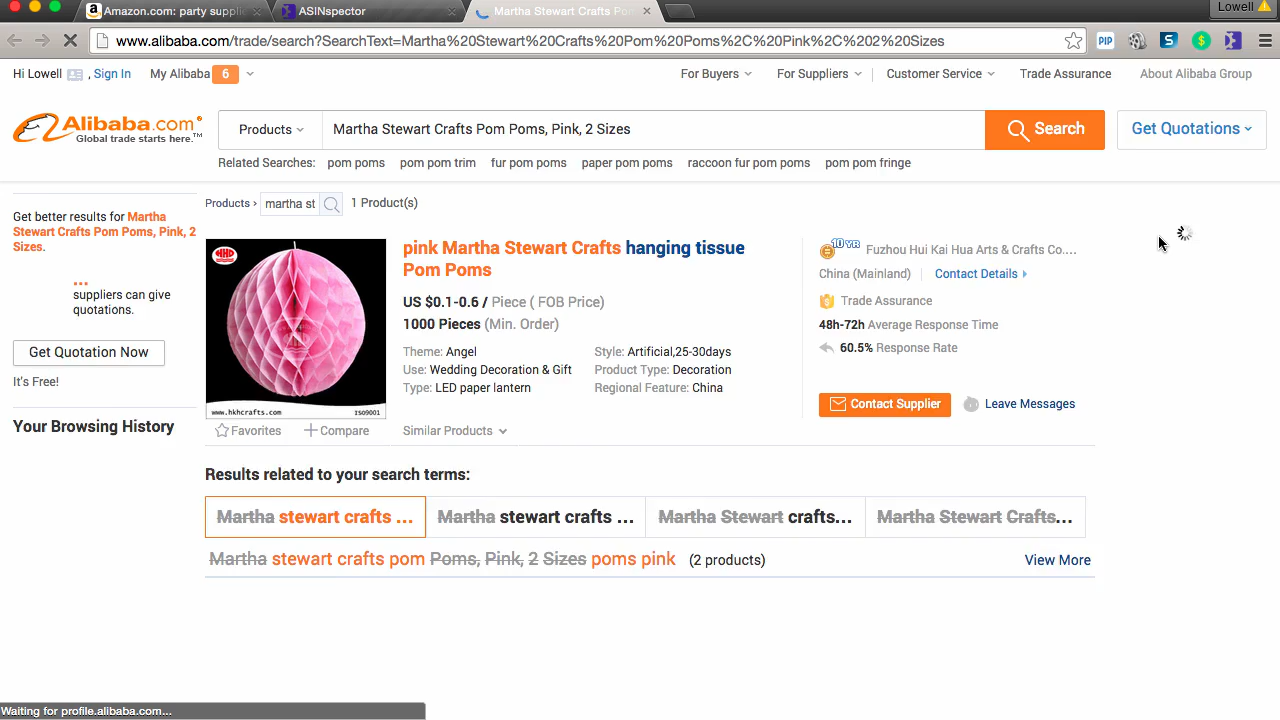 Amazon.com: party supplie
ASINspector
Martha Stewart Crafts Pom Po
Lowell
www.alibaba.com/trade/search?SearchText=Martha%20Stewart%20Crafts%20Pom%20Poms%2C%20Pink%2C%202%20Sizes
PIP
Hi Lowell , Sign In My Alibaba 6
For Buyers For Suppliers Customer Service Trade Assurance About Alibaba Group
Alibaba.com
Global trade starts here.™
Products Martha Stewart Crafts Pom Poms, Pink, 2 Sizes Search Get Quotations
Related Searches: pom poms pom pom trim fur pom poms paper pom poms raccoon fur pom poms pom pom fringe
Get better results for Martha
Stewart Crafts Pom Poms, Pink, 2
Sizes.
...
suppliers can give
quotations.
Get Quotation Now
It's Free!
Your Browsing History
Products › martha st 1 Product(s)
HHD
www.hkhcrafts.com ISO9001
Favorites Compare
pink Martha Stewart Crafts hanging tissue
Pom Poms
US $0.1-0.6 / Piece ( FOB Price)
1000 Pieces (Min. Order)
Theme: Angel Style: Artificial,25-30days
Use: Wedding Decoration & Gift Product Type: Decoration
Type: LED paper lantern Regional Feature: China
Similar Products
10 YR Fuzhou Hui Kai Hua Arts & Crafts Co....
China (Mainland) Contact Details
Trade Assurance
48h-72h Average Response Time
60.5% Response Rate
Contact Supplier Leave Messages
Results related to your search terms:
Martha stewart crafts ... Martha stewart crafts ... Martha Stewart crafts... Martha Stewart Crafts...
Martha stewart crafts pom Poms, Pink, 2 Sizes poms pink (2 products) View More
Waiting for profile.alibaba.com...